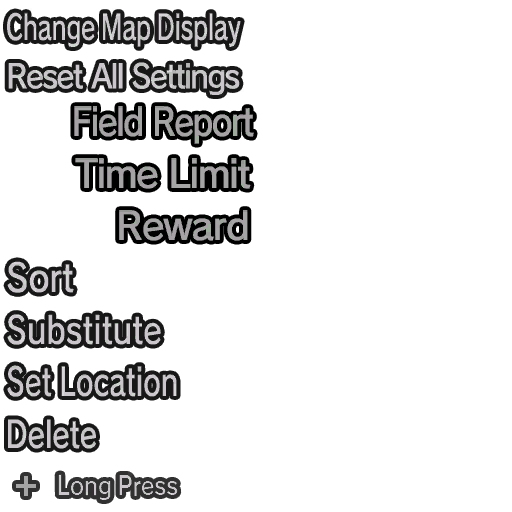 Change Map Display
Reset All Settings
Field Report
Time Limit
Reward
Sort
Substitute
Set Location
Delete
+ Long Press